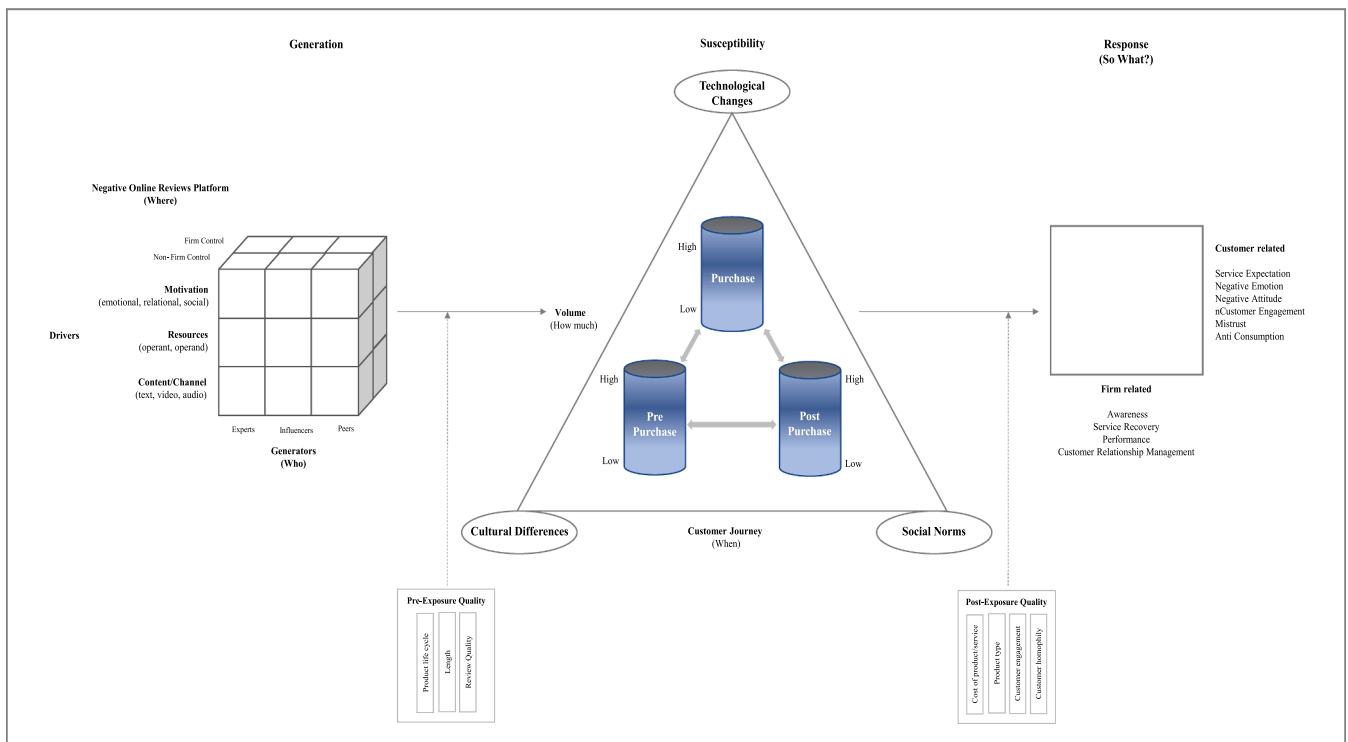 Generation
Susceptibility
Response
(So What?)
Technological
Changes
Negative Online Reviews Platform
(Where)
Firm Control
Non- Firm Control
Motivation
(emotional, relational, social)
Drivers
Resources
(operant, operand)
Content/Channel
(text, video, audio)
Experts
Influencers
Peers
Generators
(Who)
Volume
(How much)
High
Purchase
Low
High
Pre
Purchase
Low
High
Post
Purchase
Low
Cultural Differences
Customer Journey
(When)
Social Norms
Customer related
Service Expectation
Negative Emotion
Negative Attitude
nCustomer Engagement
Mistrust
Anti Consumption
Firm related
Awareness
Service Recovery
Performance
Customer Relationship Management
Pre-Exposure Quality
Product life cycle
Length
Review Quality
Post-Exposure Quality
Cost of product/service
Product type
Customer engagement
Customer homophily